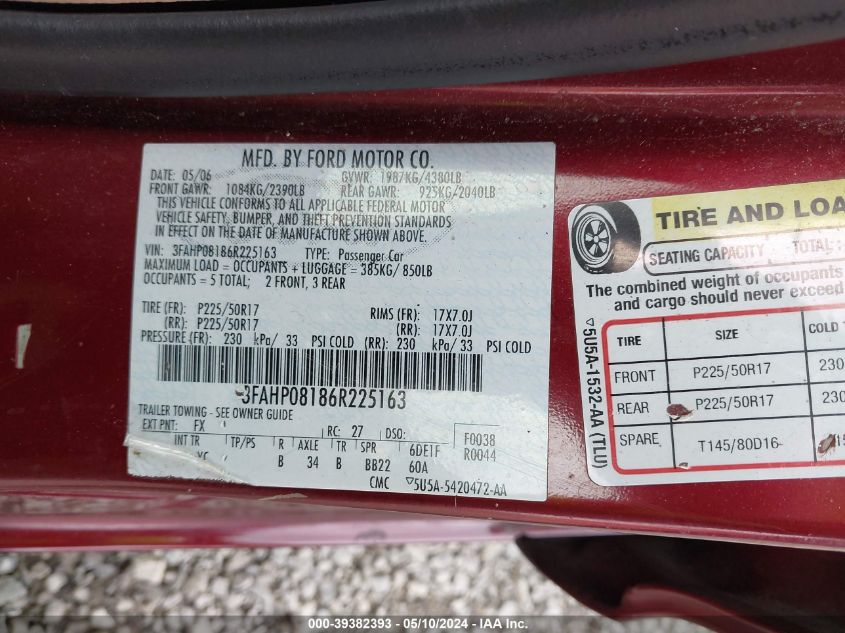 MFD. BY FORD MOTOR CO.
DATE: 05/06 GVWR: 1987KG/4380LB
FRONT GAWR: 1084KG/2390LB REAR GAWR: 925KG/2040LB
THIS VEHICLE CONFORMS TO ALL APPLICABLE FEDERAL MOTOR
VEHICLE SAFETY, BUMPER, AND THEFT PREVENTION STANDARDS
IN EFFECT ON THE DATE OF MANUFACTURE SHOWN ABOVE.
VIN: 3FAHP08186R225163 TYPE: Passenger Car
MAXIMUM LOAD = OCCUPANTS + LUGGAGE = 385KG/ 850LB
OCCUPANTS = 5 TOTAL; 2 FRONT, 3 REAR
TIRE (FR): P225/50R17 RIMS (FR): 17X7.0J
(RR): P225/50R17 (RR): 17X7.0J
PRESSURE (FR): 230 kPa/ 33 PSI COLD (RR): 230 kPa/ 33 PSI COLD
3FAHP08186R225163
TRAILER TOWING - SEE OWNER GUIDE
EXT PNT: FX RC: 27 DSO: F0038
INT TR TP/PS R AXLE TR SPR 6DE1F R0044
YC B 34 B BB22 60A
CMC ▽5U5A-5420472-AA
TIRE AND LOA
SEATING CAPACITY TOTAL:
The combined weight of occupants
and cargo should never exceed
TIRE SIZE COLD T
FRONT P225/50R17 230
REAR P225/50R17 230
SPARE T145/80D16
▽5U5A-1532-AA (TLU)
000-39382393 - 05/10/2024 - IAAI Inc.